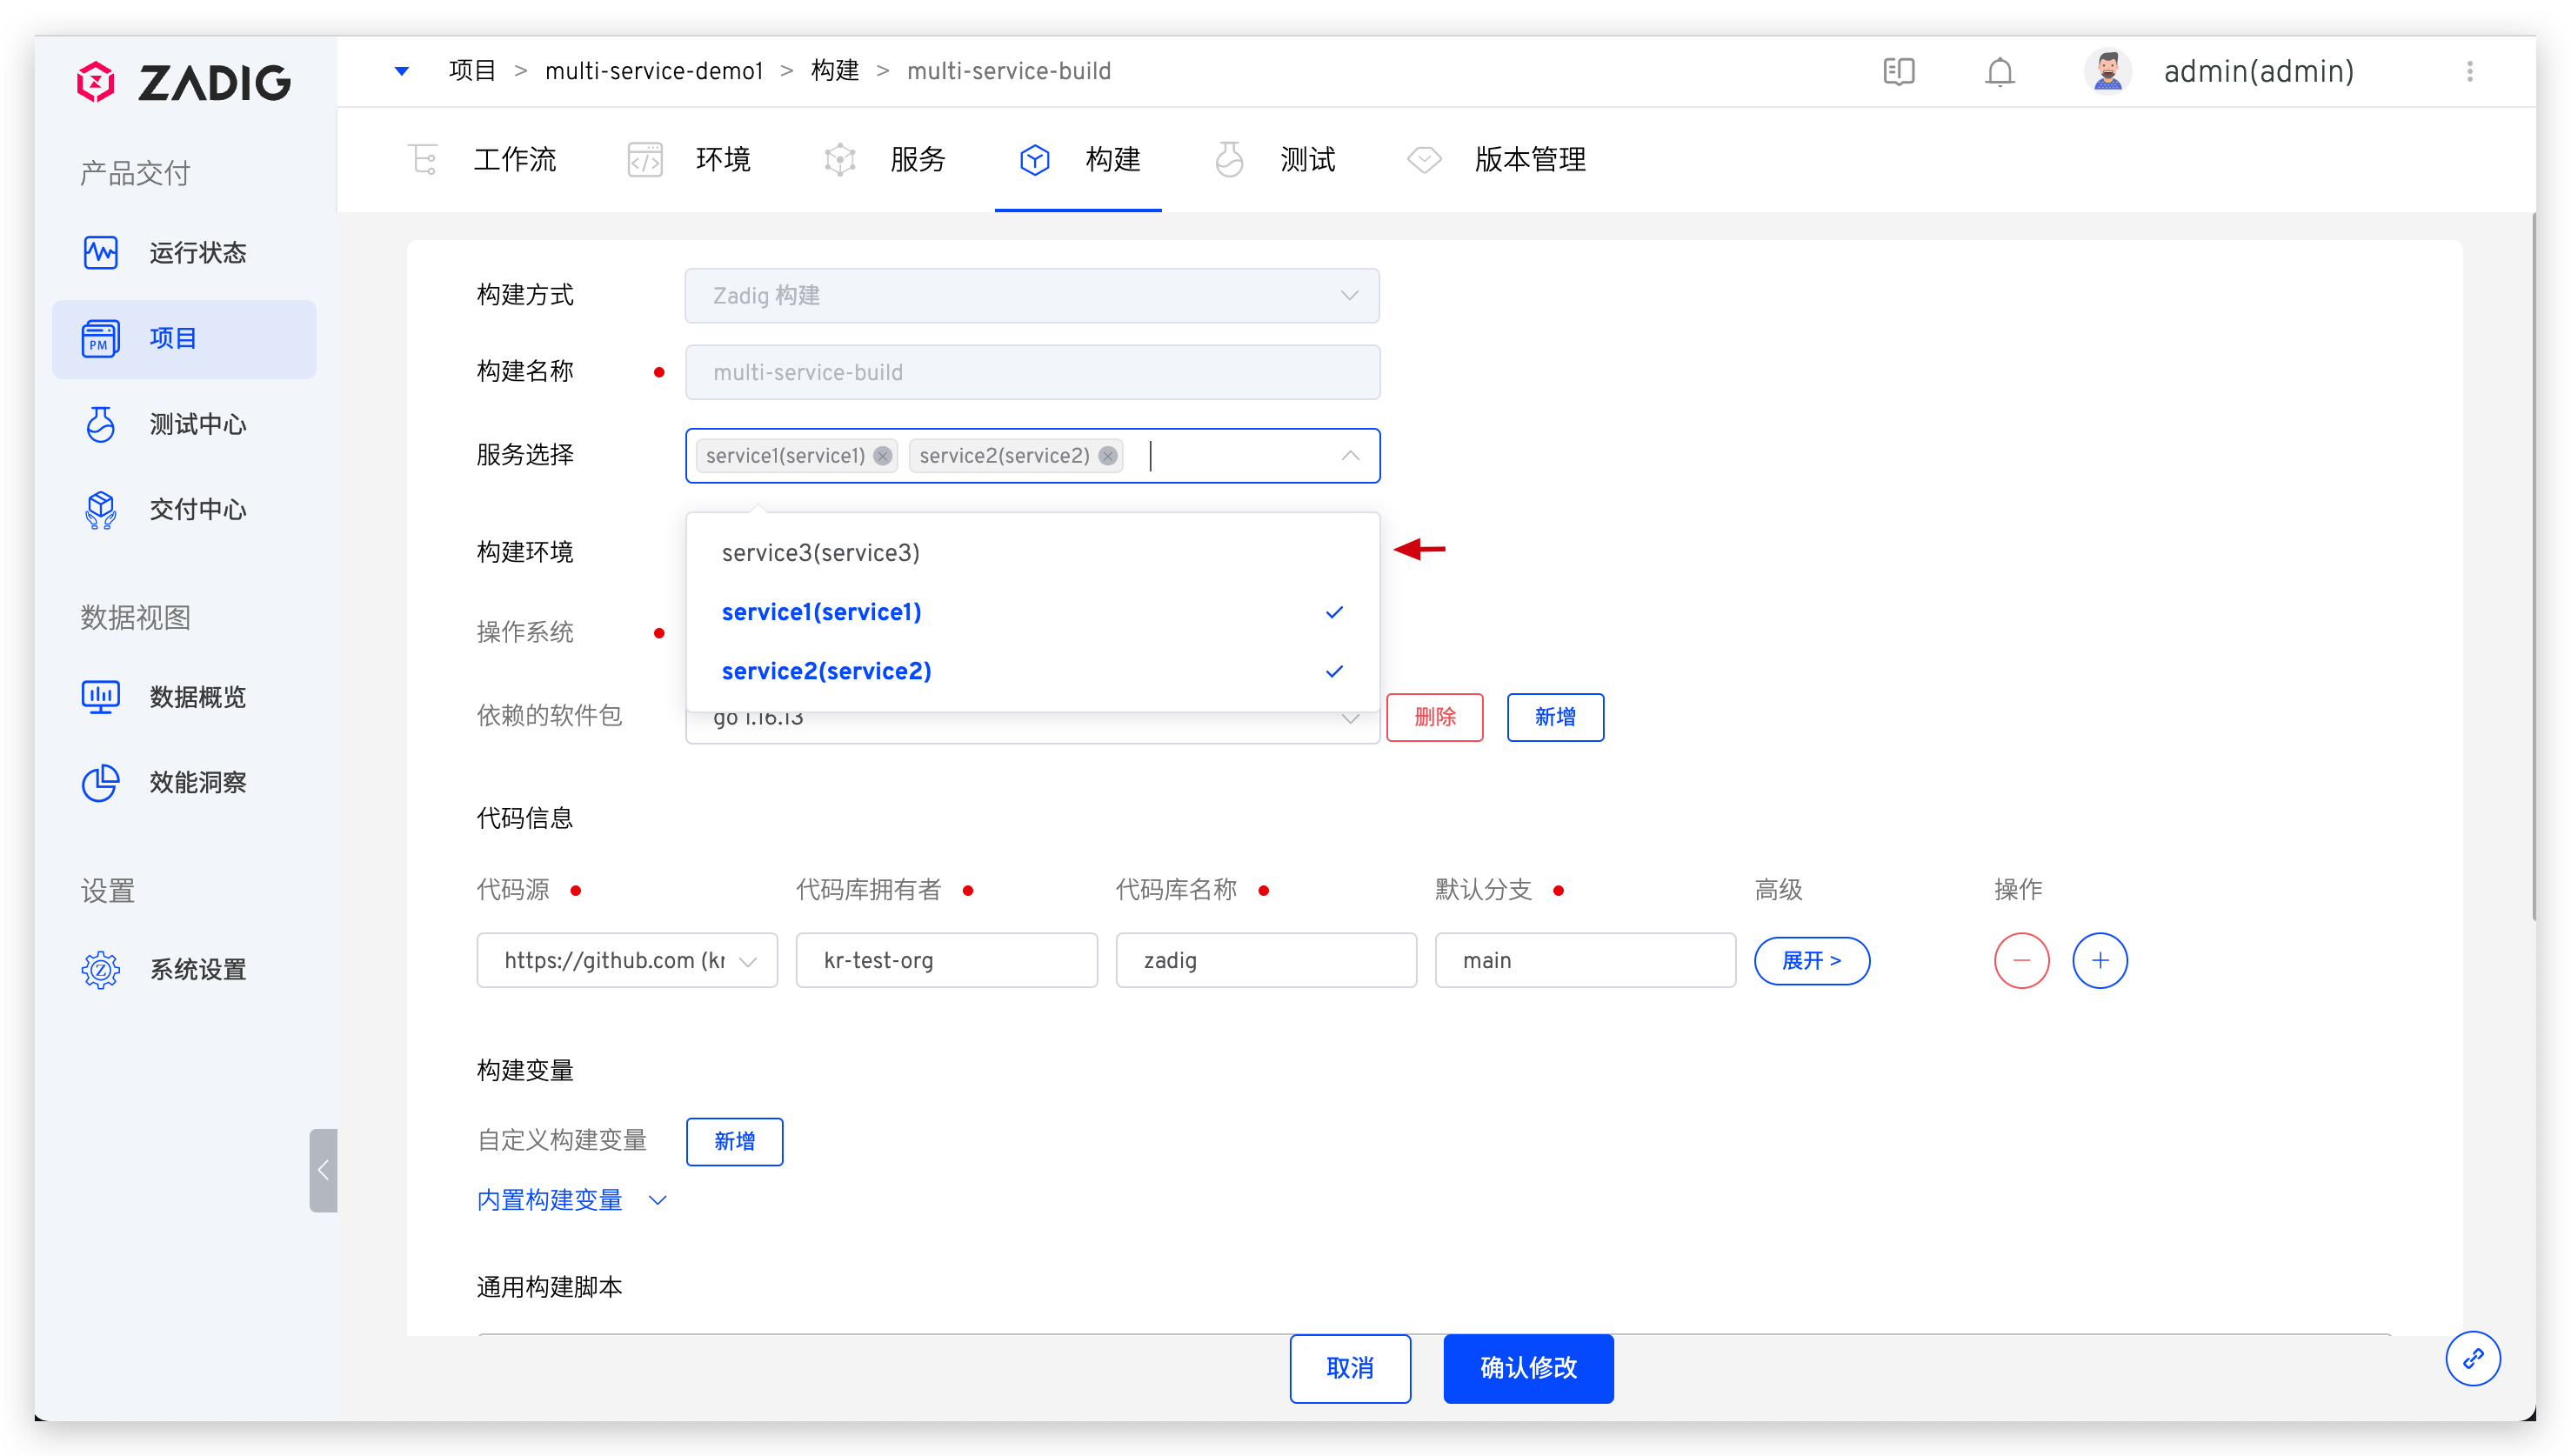 ZADIG
项目 > multi-service-demo1 > 构建 > multi-service-build
admin(admin)
产品交付
运行状态
PM
项目
测试中心
交付中心
数据视图
数据概览
效能洞察
设置
系统设置
工作流
环境
服务
构建
测试
版本管理
构建方式
Zadig 构建
构建名称
multi-service-build
服务选择
service1(service1)
service2(service2)
构建环境
service3(service3)
service1(service1)
操作系统
service2(service2)
依赖的软件包
go 1.16.13
删除
新增
代码信息
代码源
代码库拥有者
代码库名称
默认分支
高级
操作
https://github.com (kr
kr-test-org
zadig
main
展开 >
构建变量
自定义构建变量
新增
内置构建变量
通用构建脚本
取消
确认修改